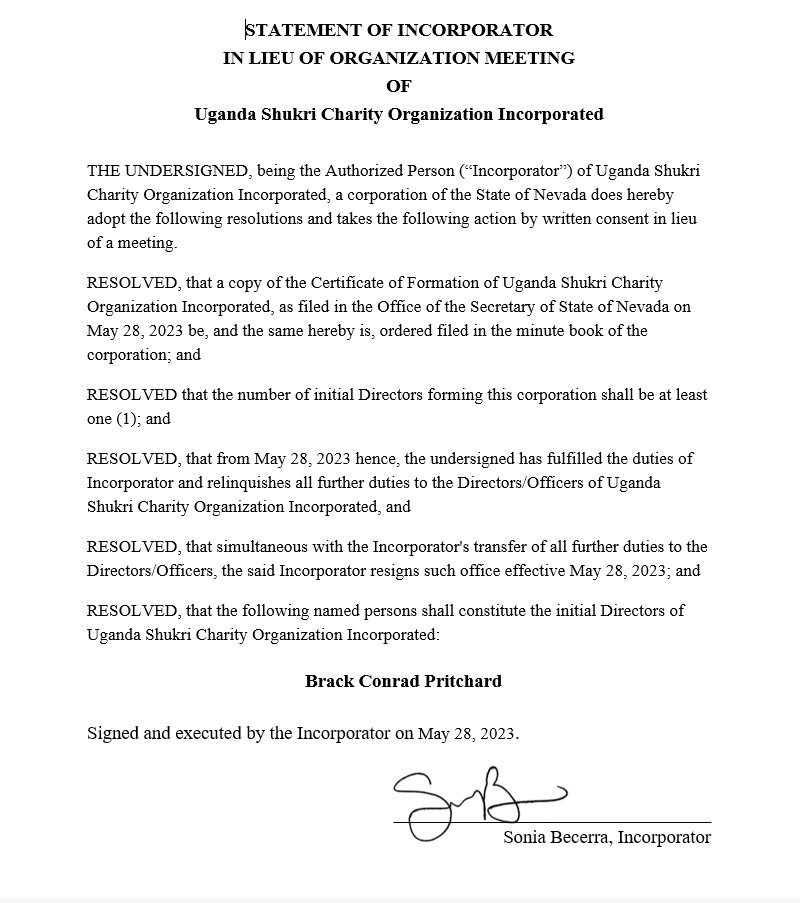 STATEMENT OF INCORPORATOR
IN LIEU OF ORGANIZATION MEETING
OF
Uganda Shukri Charity Organization Incorporated
THE UNDERSIGNED, being the Authorized Person (“Incorporator”) of Uganda Shukri
Charity Organization Incorporated, a corporation of the State of Nevada does hereby
adopt the following resolutions and takes the following action by written consent in lieu
of a meeting.
RESOLVED, that a copy of the Certificate of Formation of Uganda Shukri Charity
Organization Incorporated, as filed in the Office of the Secretary of State of Nevada on
May 28, 2023 be, and the same hereby is, ordered filed in the minute book of the
corporation; and
RESOLVED that the number of initial Directors forming this corporation shall be at least
one (1); and
RESOLVED, that from May 28, 2023 hence, the undersigned has fulfilled the duties of
Incorporator and relinquishes all further duties to the Directors/Officers of Uganda
Shukri Charity Organization Incorporated, and
RESOLVED, that simultaneous with the Incorporator's transfer of all further duties to the
Directors/Officers, the said Incorporator resigns such office effective May 28, 2023; and
RESOLVED, that the following named persons shall constitute the initial Directors of
Uganda Shukri Charity Organization Incorporated:
Brack Conrad Pritchard
Signed and executed by the Incorporator on May 28, 2023.
Sonia Becerra, Incorporator